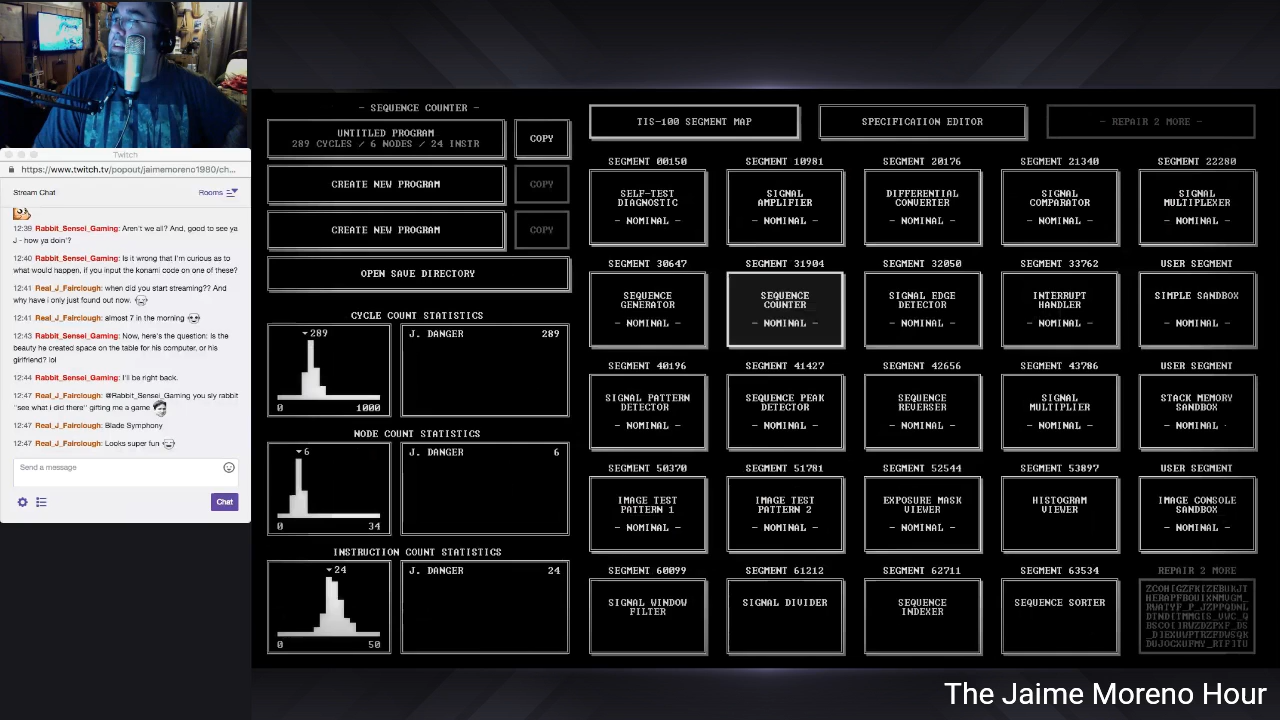 Twitch
https://www.twitch.tv/popout/jaimemoreno1980/ch...
Stream Chat
Rooms
12:39 Rabbit_Sensei_Gaming: Aren't we all? And, good to see ya
J - how ya doin'?
12:40 Rabbit_Sensei_Gaming: Is it wrong that I'm curious as to
what would happen, if you input the konami code on one of these?
12:41 Real_J_Fairclough: when did you start streaming?? And
why have i only just found out now.
12:41 Real_J_Fairclough: almost 7 in the morning
12:43 Rabbit_Sensei_Gaming: Now, here's the question: Is the
beauty he created space on the table for his computer, or his
girlfriend? lol
12:44 Rabbit_Sensei_Gaming: I'll be right back.
12:47 Real_J_Fairclough: @Rabbit_Sensei_Gaming you sly rabbit
"see what i did there" gifting me a game
12:47 Real_J_Fairclough: Blade Symphony
12:47 Real_J_Fairclough: Looks super fun
Send a message
Chat
- SEQUENCE COUNTER -
UNTITLED PROGRAM
289 CYCLES / 6 NODES / 24 INSTR
COPY
CREATE NEW PROGRAM
COPY
CREATE NEW PROGRAM
COPY
OPEN SAVE DIRECTORY
CYCLE COUNT STATISTICS
289
0 1000
J. DANGER 289
NODE COUNT STATISTICS
6
0 34
J. DANGER 6
INSTRUCTION COUNT STATISTICS
24
0 50
J. DANGER 24
TIS-100 SEGMENT MAP
SPECIFICATION EDITOR
- REPAIR 2 MORE -
SEGMENT 00150
SELF-TEST
DIAGNOSTIC
- NOMINAL -
SEGMENT 10981
SIGNAL
AMPLIFIER
- NOMINAL -
SEGMENT 20176
DIFFERENTIAL
CONVERTER
- NOMINAL -
SEGMENT 21340
SIGNAL
COMPARATOR
- NOMINAL -
SEGMENT 22280
SIGNAL
MULTIPLEXER
- NOMINAL -
SEGMENT 30647
SEQUENCE
GENERATOR
- NOMINAL -
SEGMENT 31904
SEQUENCE
COUNTER
- NOMINAL -
SEGMENT 32050
SIGNAL EDGE
DETECTOR
- NOMINAL -
SEGMENT 33762
INTERRUPT
HANDLER
- NOMINAL -
USER SEGMENT
SIMPLE SANDBOX
- NOMINAL -
SEGMENT 40196
SIGNAL PATTERN
DETECTOR
- NOMINAL -
SEGMENT 41427
SEQUENCE PEAK
DETECTOR
- NOMINAL -
SEGMENT 42656
SEQUENCE
REVERSER
- NOMINAL -
SEGMENT 43786
SIGNAL
MULTIPLIER
- NOMINAL -
USER SEGMENT
STACK MEMORY
SANDBOX
- NOMINAL -
SEGMENT 50370
IMAGE TEST
PATTERN 1
- NOMINAL -
SEGMENT 51781
IMAGE TEST
PATTERN 2
- NOMINAL -
SEGMENT 52544
EXPOSURE MASK
VIEWER
- NOMINAL -
SEGMENT 53897
HISTOGRAM
VIEWER
USER SEGMENT
IMAGE CONSOLE
SANDBOX
- NOMINAL -
SEGMENT 60099
SIGNAL WINDOW
FILTER
SEGMENT 61212
SIGNAL DIVIDER
SEGMENT 62711
SEQUENCE
INDEXER
SEGMENT 63534
SEQUENCE SORTER
REPAIR 2 MORE
The Jaime Moreno Hour